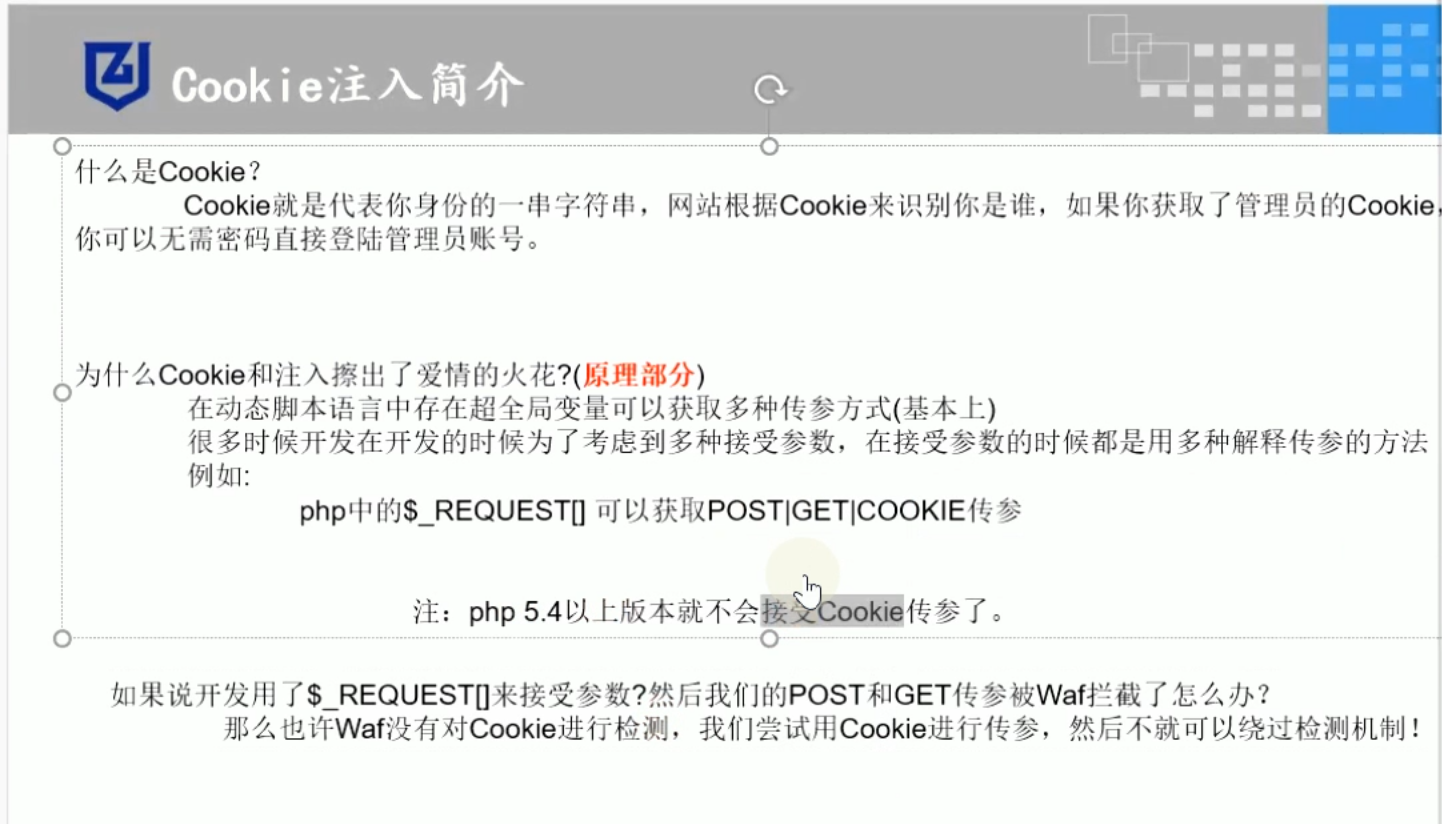 Cookie注入简介
什么是Cookie？
Cookie就是代表你身份的一串字符串，网站根据Cookie来识别你是谁，如果你获取了管理员的Cookie，
你可以无需密码直接登陆管理员账号。
为什么Cookie和注入擦出了爱情的火花?(原理部分)
在动态脚本语言中存在超全局变量可以获取多种传参方式(基本上)
很多时候开发在开发的时候为了考虑到多种接受参数，在接受参数的时候都是用多种解释传参的方法
例如:
php中的$_REQUEST[] 可以获取POST|GET|COOKIE传参
注：php 5.4以上版本就不会接受Cookie传参了。
如果说开发用了$_REQUEST[]来接受参数?然后我们的POST和GET传参被Waf拦截了怎么办？
那么也许Waf没有对Cookie进行检测，我们尝试用Cookie进行传参，然后不就可以绕过检测机制！